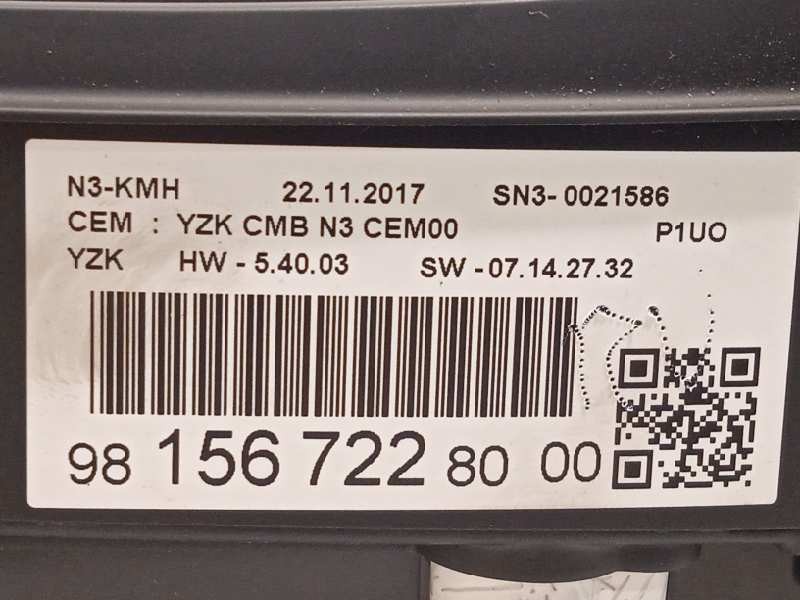 N3-KMH 22.11.2017 SN3- 0021586
CEM : YZK CMB N3 CEM00 P1UO
YZK HW - 5.40.03 SW - 07.14.27.32
98 156 722 80 00